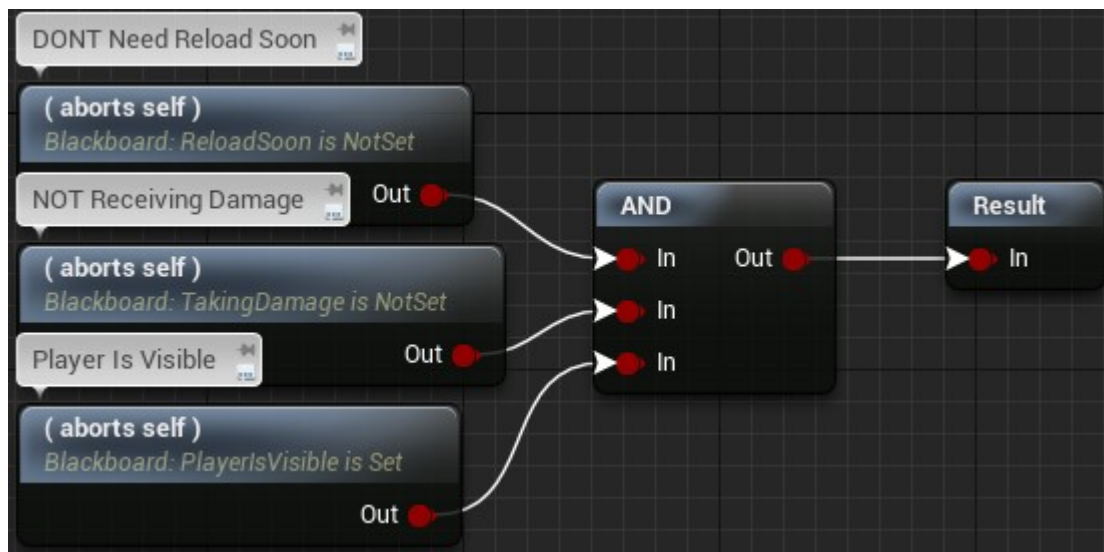 DONT Need Reload Soon
( aborts self )
Blackboard: ReloadSoon is NotSet
Out
NOT Receiving Damage
( aborts self )
Blackboard: TakingDamage is NotSet
Out
Player Is Visible
( aborts self )
Blackboard: PlayerIsVisible is Set
Out
AND
In Out
In
In
Result
In